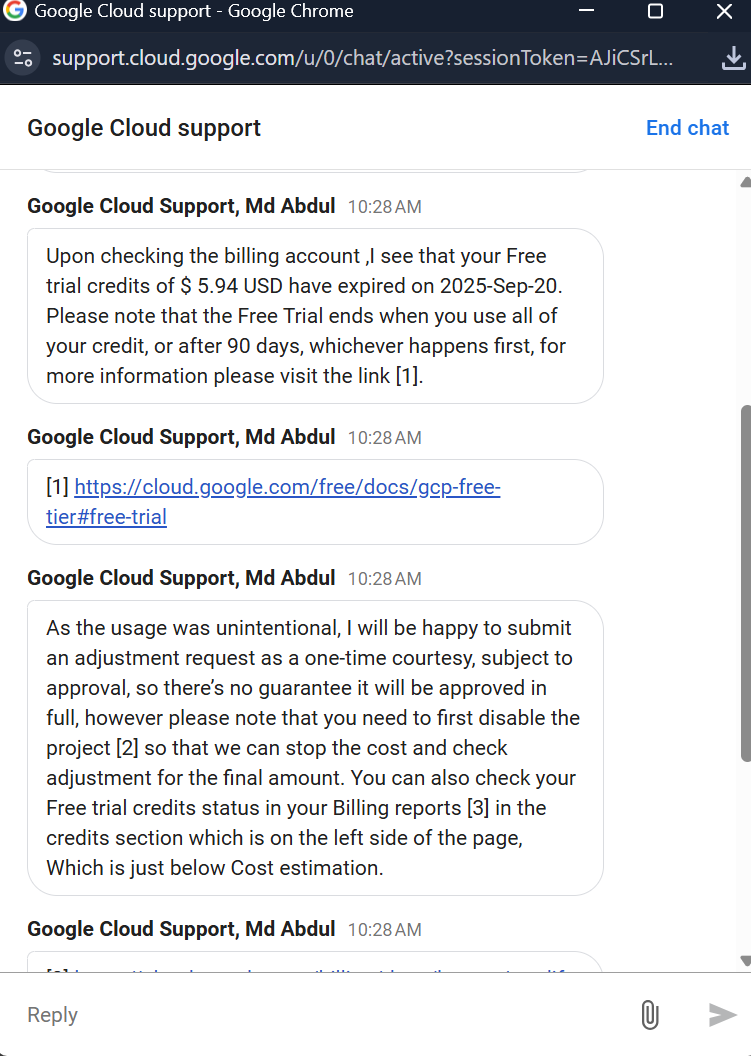 Google Cloud support - Google Chrome
support.cloud.google.com/u/0/chat/active?sessionToken=AJiCSrL...
Google Cloud support
End chat
Google Cloud Support, Md Abdul 10:28 AM
Upon checking the billing account ,I see that your Free
trial credits of $ 5.94 USD have expired on 2025-Sep-20.
Please note that the Free Trial ends when you use all of
your credit, or after 90 days, whichever happens first, for
more information please visit the link [1].
Google Cloud Support, Md Abdul 10:28 AM
[1] https://cloud.google.com/free/docs/gcp-free-
tier#free-trial
Google Cloud Support, Md Abdul 10:28 AM
As the usage was unintentional, I will be happy to submit
an adjustment request as a one-time courtesy, subject to
approval, so there’s no guarantee it will be approved in
full, however please note that you need to first disable the
project [2] so that we can stop the cost and check
adjustment for the final amount. You can also check your
Free trial credits status in your Billing reports [3] in the
credits section which is on the left side of the page,
Which is just below Cost estimation.
Google Cloud Support, Md Abdul 10:28 AM
Reply